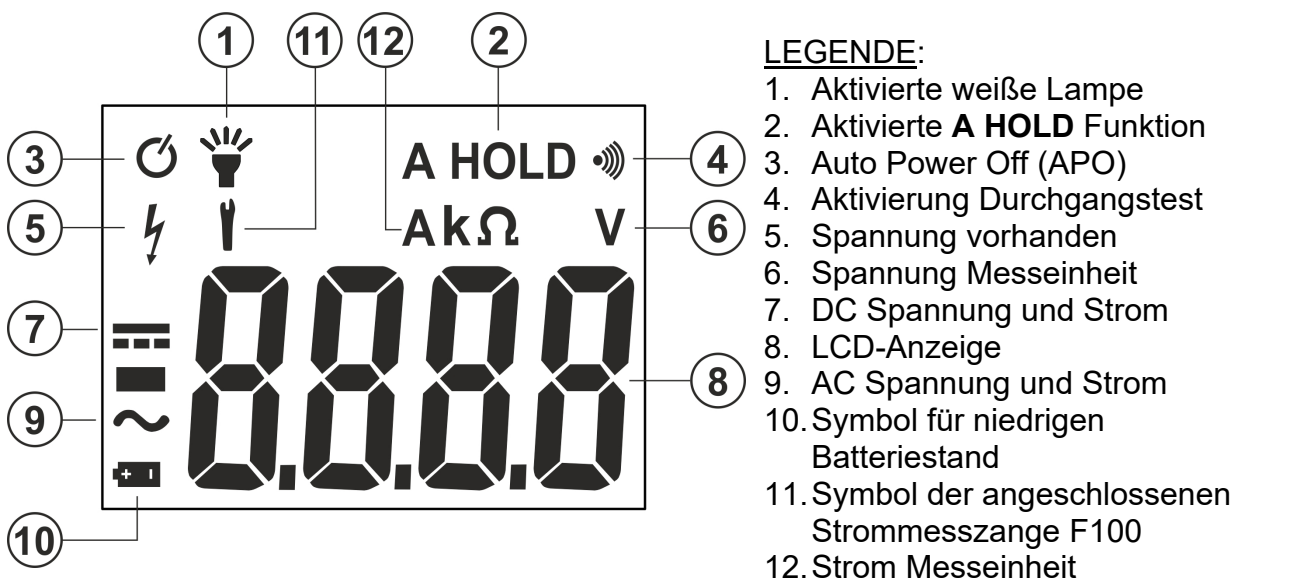 1 11 12 2
3 A HOLD 4
5 AkΩ V 6
7 8.8.8.8
8
9
+ -
10
LEGENDE:
1. Aktivierte weiße Lampe
2. Aktivierte A HOLD Funktion
3. Auto Power Off (APO)
4. Aktivierung Durchgangstest
5. Spannung vorhanden
6. Spannung Messeinheit
7. DC Spannung und Strom
8. LCD-Anzeige
9. AC Spannung und Strom
10. Symbol für niedrigen
Batteriestand
11. Symbol der angeschlossenen
Strommesszange F100
12. Strom Messeinheit